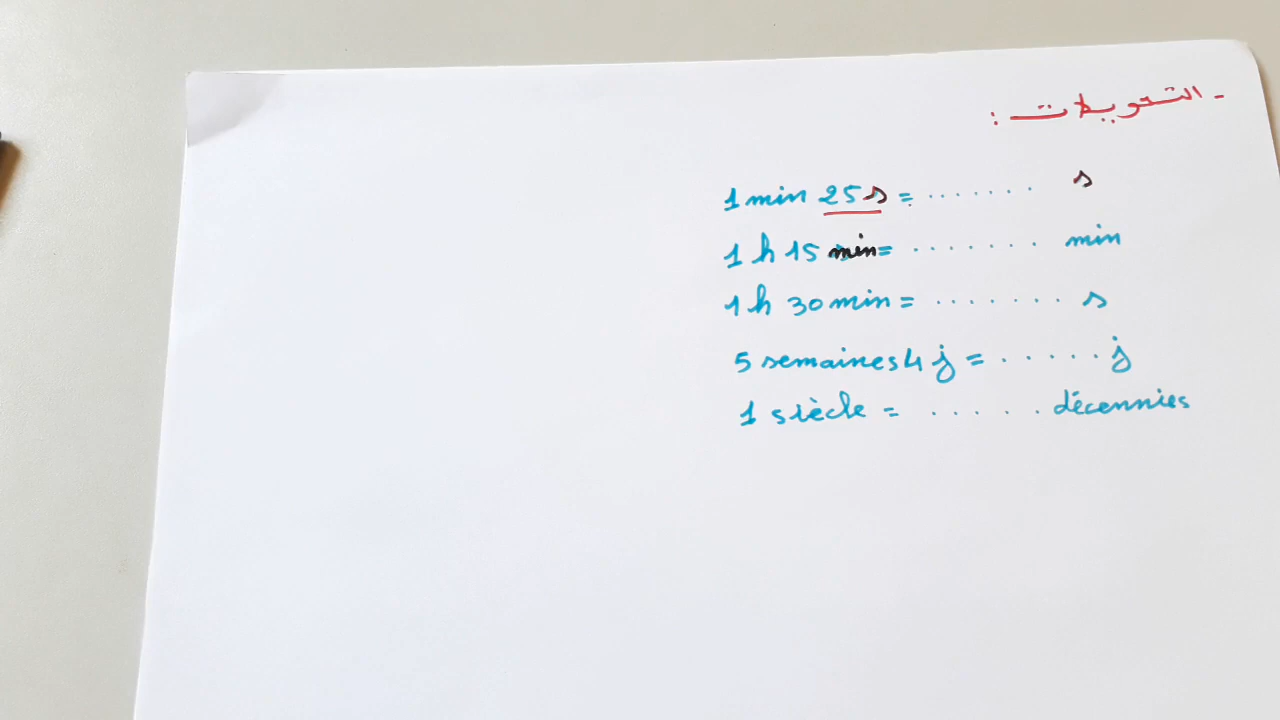 - التحويلات :
1 min 25 s = ....... s
1 h 15 min = ....... min
1 h 30 min = ....... s
5 semaines 4 j = ..... j
1 siècle = ..... décennies